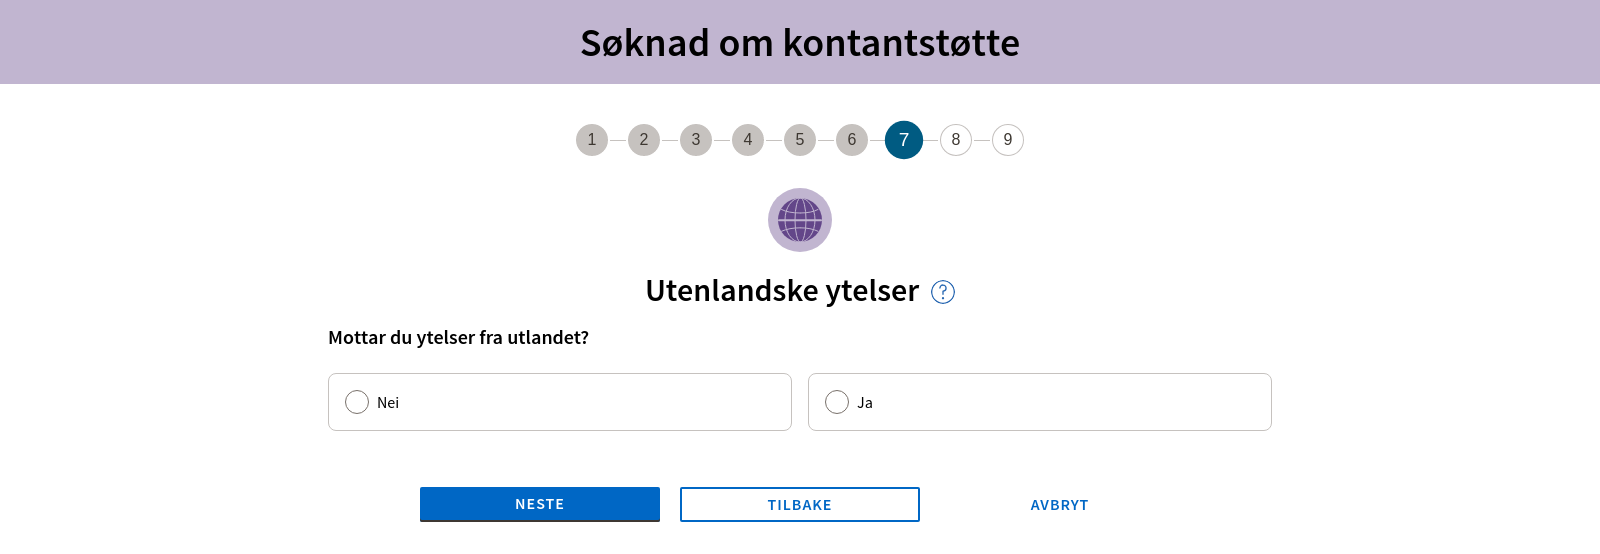 Søknad om kontantstøtte
1 2 3 4 5 6 7 8 9
Utenlandske ytelser ?
Mottar du ytelser fra utlandet?
Nei Ja
NESTE TILBAKE AVBRYT